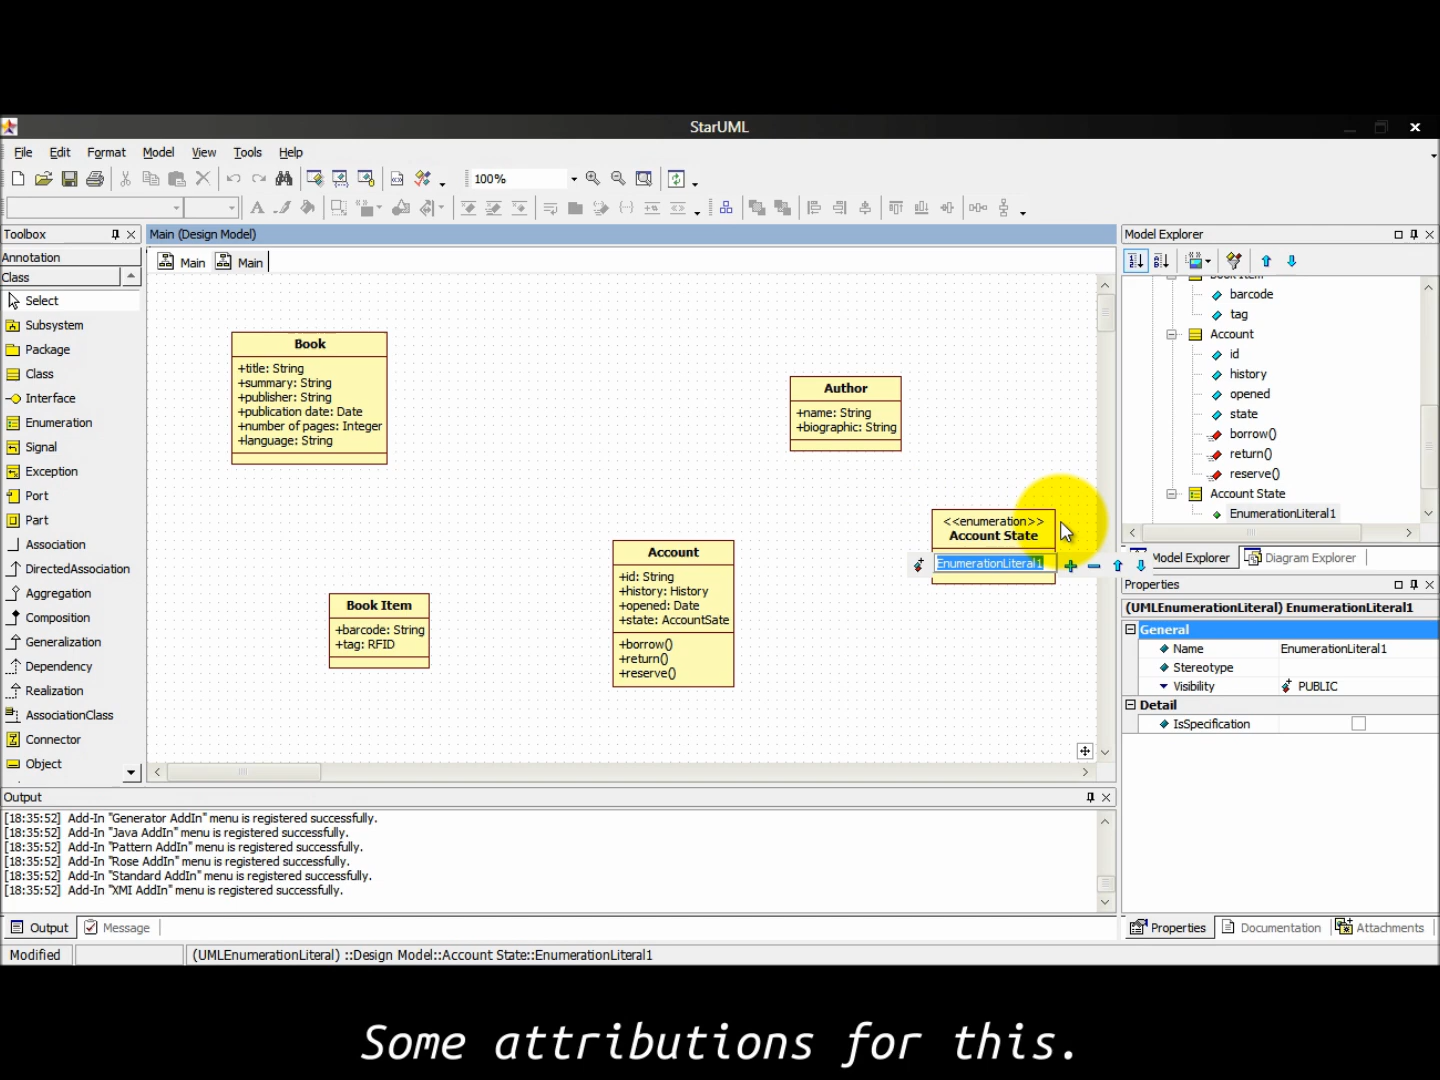 StarUML
File Edit Format Model View Tools Help
100%
Toolbox
Main (Design Model)
Model Explorer
Annotation
Class
Main Main
Select
Subsystem
Package
Class
Interface
Enumeration
Signal
Exception
Port
Part
Association
DirectedAssociation
Aggregation
Composition
Generalization
Dependency
Realization
AssociationClass
Connector
Object
Book
+title: String
+summary: String
+publisher: String
+publication date: Date
+number of pages: Integer
+language: String
Author
+name: String
+biographic: String
<<enumeration>>
Account State
EnumerationLiteral1
Account
+id: String
+history: History
+opened: Date
+state: AccountSate
+borrow()
+return()
+reserve()
Book Item
+barcode: String
+tag: RFID
Book Item
barcode
tag
Account
id
history
opened
state
borrow()
return()
reserve()
Account State
EnumerationLiteral1
Model Explorer Diagram Explorer
Properties
(UMLEnumerationLiteral) EnumerationLiteral1
General
Name EnumerationLiteral1
Stereotype
Visibility PUBLIC
Detail
IsSpecification
Output
[18:35:52] Add-In "Generator AddIn" menu is registered successfully.
[18:35:52] Add-In "Java AddIn" menu is registered successfully.
[18:35:52] Add-In "Pattern AddIn" menu is registered successfully.
[18:35:52] Add-In "Rose AddIn" menu is registered successfully.
[18:35:52] Add-In "Standard AddIn" menu is registered successfully.
[18:35:52] Add-In "XMI AddIn" menu is registered successfully.
Output Message
Properties Documentation Attachments
Modified (UMLEnumerationLiteral) ::Design Model::Account State::EnumerationLiteral1
Some attributions for this.